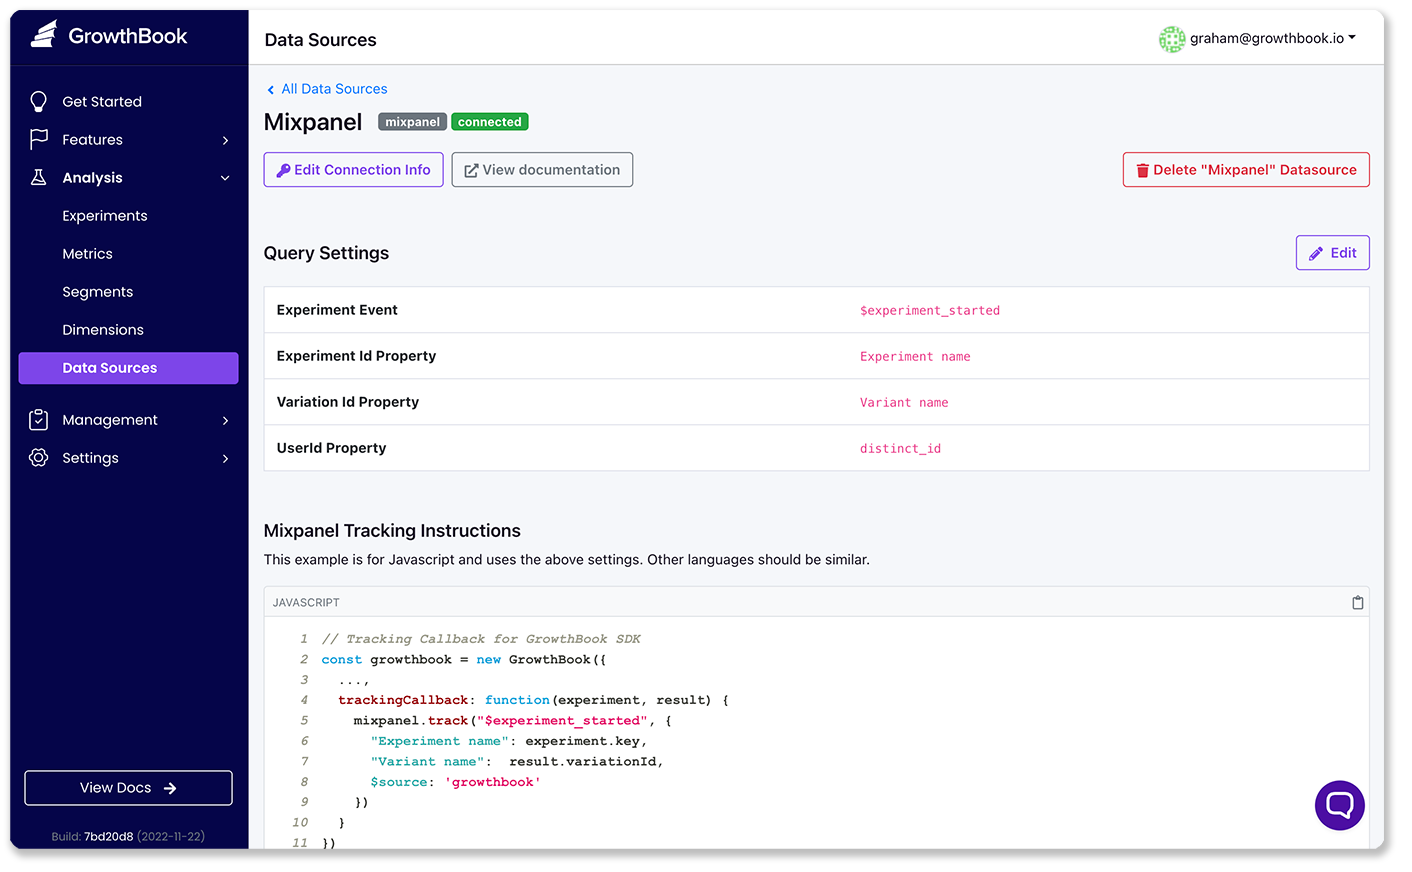 GrowthBook
Data Sources
graham@growthbook.io
Get Started
Features
Analysis
Experiments
Metrics
Segments
Dimensions
Data Sources
Management
Settings
View Docs
Build: 7bd20d8 (2022-11-22)
All Data Sources
Mixpanel mixpanel connected
Edit Connection Info View documentation Delete "Mixpanel" Datasource
Query Settings Edit
Experiment Event $experiment_started
Experiment Id Property Experiment name
Variation Id Property Variant name
UserId Property distinct_id
Mixpanel Tracking Instructions
This example is for Javascript and uses the above settings. Other languages should be similar.
JAVASCRIPT
1 // Tracking Callback for GrowthBook SDK
2 const growthbook = new GrowthBook({
3 ...,
4 trackingCallback: function(experiment, result) {
5 mixpanel.track("$experiment_started", {
6 "Experiment name": experiment.key,
7 "Variant name": result.variationId,
8 $source: 'growthbook'
9 })
10 }
11 })